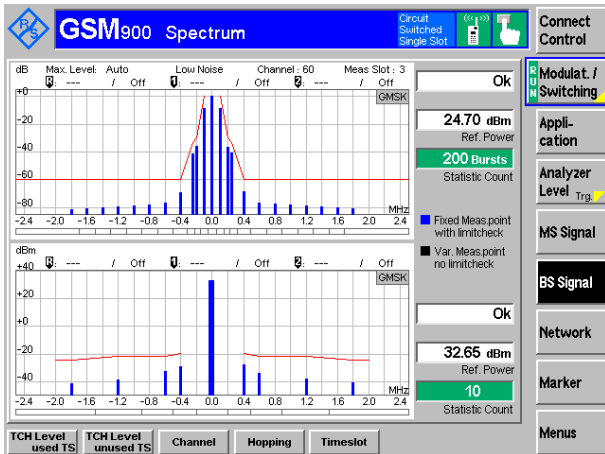 R/S GSM900 Spectrum
Circuit
Switched
Single Slot
Connect
Control
dB Max. Level: Auto Low Noise Channel : 60 Meas Slot : 3
--- / Off --- / Off --- / Off
GMSK
+0
-20
-40
-60
-80
MHz
-2.4 -2.0 -1.6 -1.2 -0.8 -0.4 0.0 0.4 0.8 1.2 1.6 2.0 2.4
Ok
24.70 dBm
Ref. Power
200 Bursts
Statistic Count
Fixed Meas.point
with limitcheck
Var. Meas.point
no limitcheck
dBm
--- / Off --- / Off --- / Off
GMSK
+40
+20
+0
-20
-40
MHz
-2.4 -2.0 -1.6 -1.2 -0.8 -0.4 0.0 0.4 0.8 1.2 1.6 2.0 2.4
Ok
32.65 dBm
Ref. Power
10
Statistic Count
RUN
Modulat. /
Switching
Appli-
cation
Analyzer
Level Trg.
MS Signal
BS Signal
Network
Marker
Menus
TCH Level
used TS
TCH Level
unused TS
Channel
Hopping
Timeslot